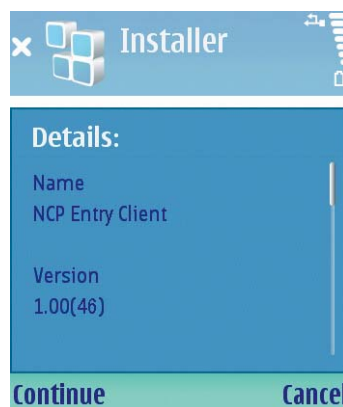 Installer
Details:
Name
NCP Entry Client
Version
1.00(46)
Continue
Cancel